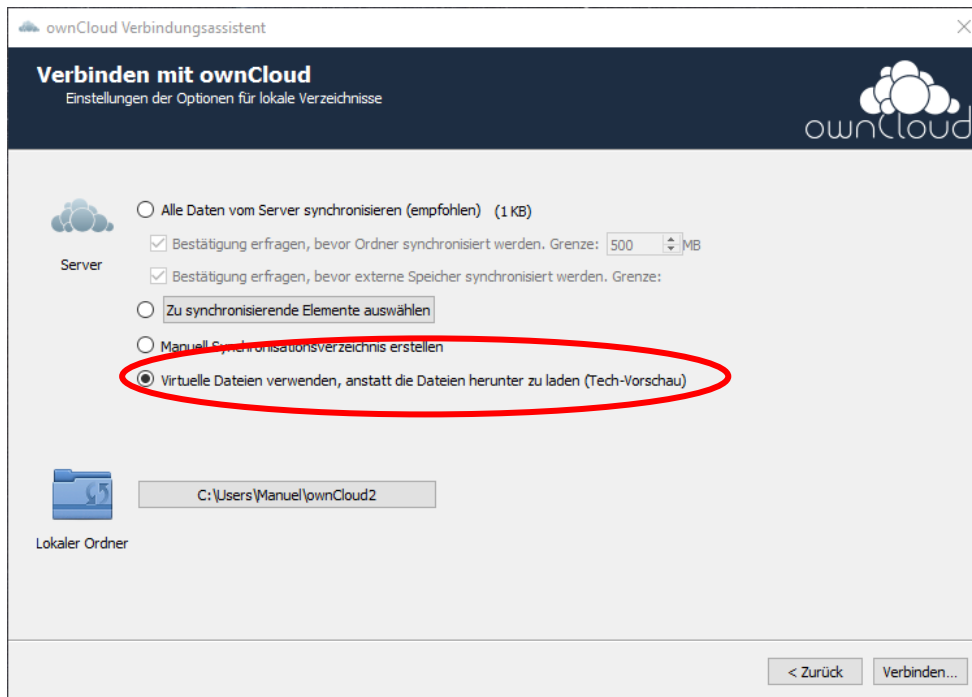 ownCloud Verbindungsassistent
Verbinden mit ownCloud
Einstellungen der Optionen für lokale Verzeichnisse
ownCloud
Alle Daten vom Server synchronisieren (empfohlen) (1 KB)
Bestätigung erfragen, bevor Ordner synchronisiert werden. Grenze: 500 MB
Server
Bestätigung erfragen, bevor externe Speicher synchronisiert werden. Grenze:
Zu synchronisierende Elemente auswählen
Manuell Synchronisationsverzeichnis erstellen
Virtuelle Dateien verwenden, anstatt die Dateien herunter zu laden (Tech-Vorschau)
C:\Users\Manuel\ownCloud2
Lokaler Ordner
< Zurück
Verbinden...